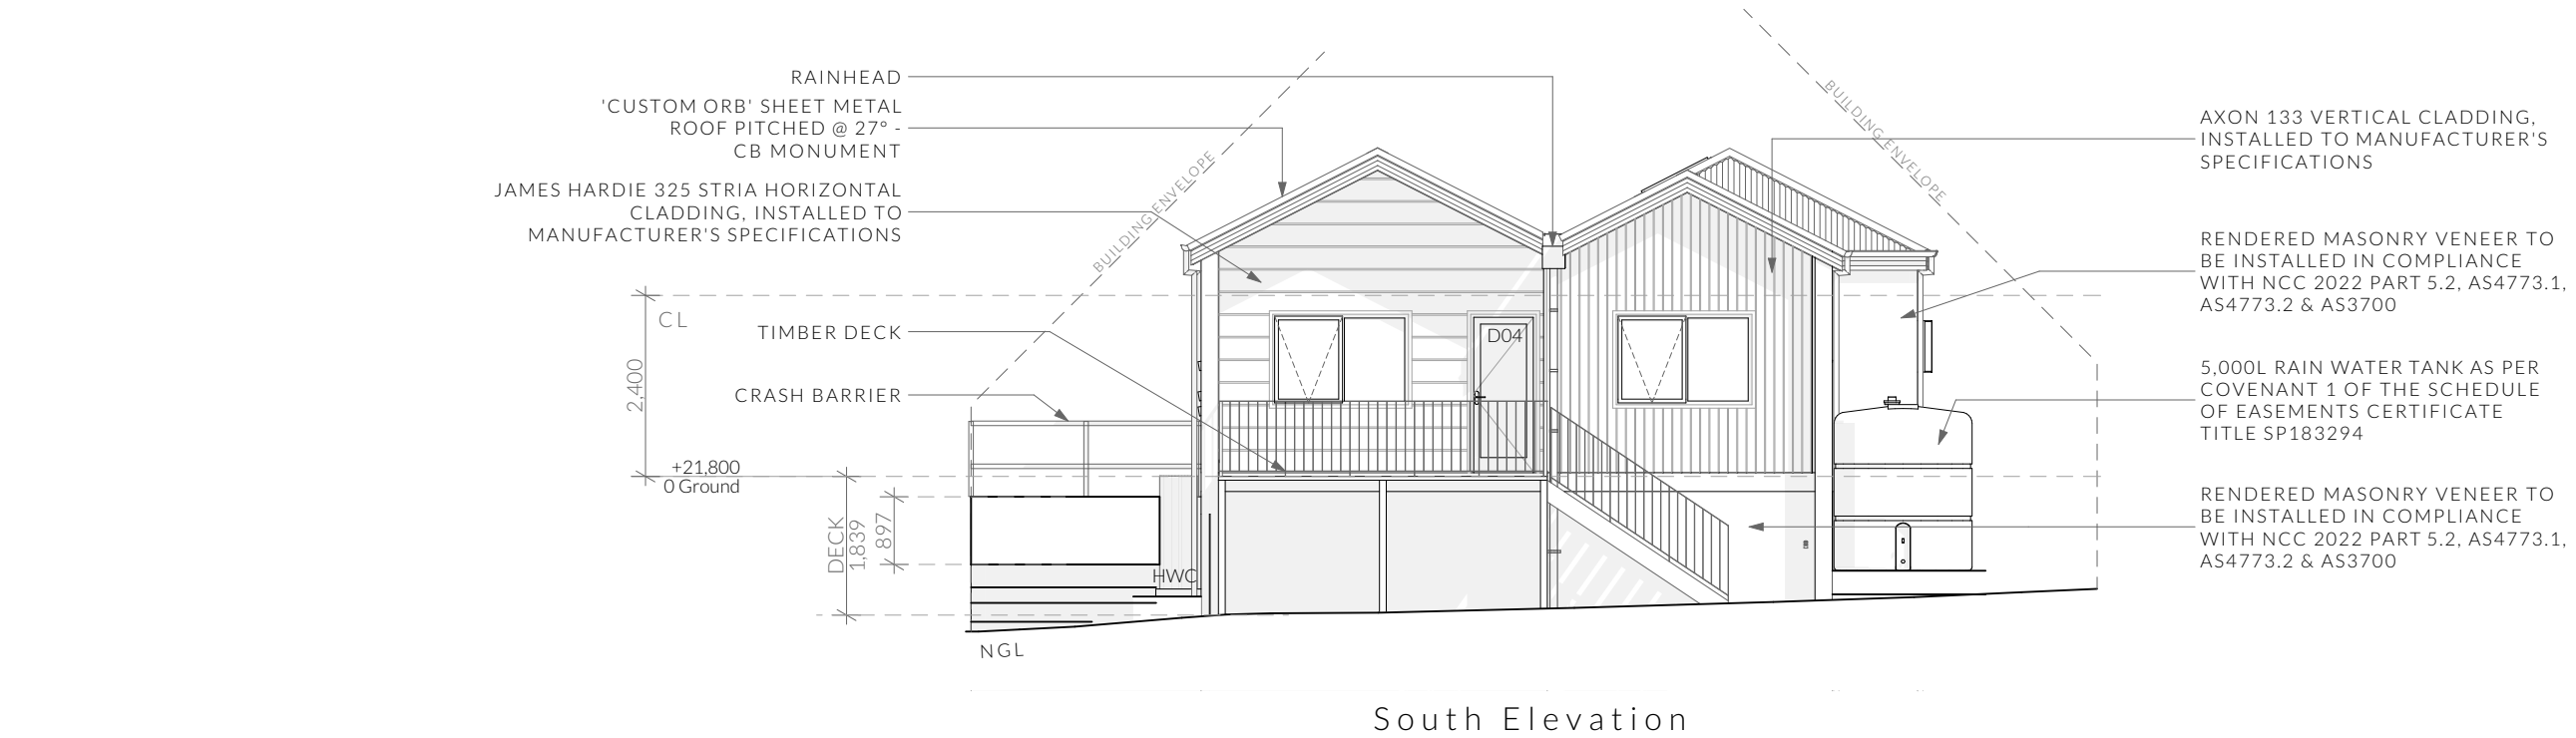 RAINHEAD
'CUSTOM ORB' SHEET METAL
ROOF PITCHED @ 27° -
CB MONUMENT
JAMES HARDIE 325 STRIA HORIZONTAL
CLADDING, INSTALLED TO
MANUFACTURER'S SPECIFICATIONS
TIMBER DECK
CRASH BARRIER
BUILDING ENVELOPE
BUILDING ENVELOPE
CL
2,400
+21,800
0 Ground
DECK
1,839
897
HWC
NGL
D04
AXON 133 VERTICAL CLADDING,
INSTALLED TO MANUFACTURER'S
SPECIFICATIONS
RENDERED MASONRY VENEER TO
BE INSTALLED IN COMPLIANCE
WITH NCC 2022 PART 5.2, AS4773.1,
AS4773.2 & AS3700
5,000L RAIN WATER TANK AS PER
COVENANT 1 OF THE SCHEDULE
OF EASEMENTS CERTIFICATE
TITLE SP183294
RENDERED MASONRY VENEER TO
BE INSTALLED IN COMPLIANCE
WITH NCC 2022 PART 5.2, AS4773.1,
AS4773.2 & AS3700
South Elevation